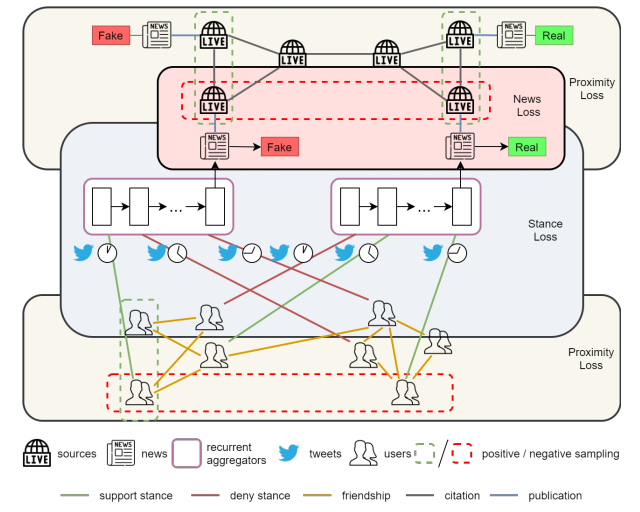 Fake
NEWS
LIVE
LIVE
LIVE
LIVE
NEWS
Real
Proximity
Loss
LIVE
LIVE
News
Loss
NEWS
Fake
NEWS
Real
...
...
Stance
Loss
Proximity
Loss
LIVE
sources
NEWS
news
recurrent
aggregators
tweets
users
/
positive / negative sampling
support stance
deny stance
friendship
citation
publication